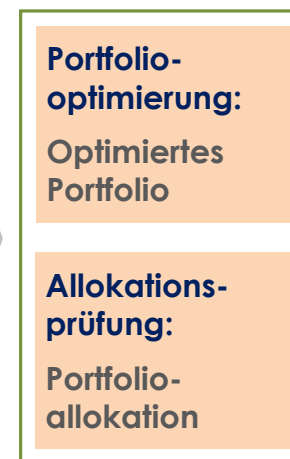 Portfolio-
optimierung:
Optimiertes
Portfolio
Allokations-
prüfung:
Portfolio-
allokation